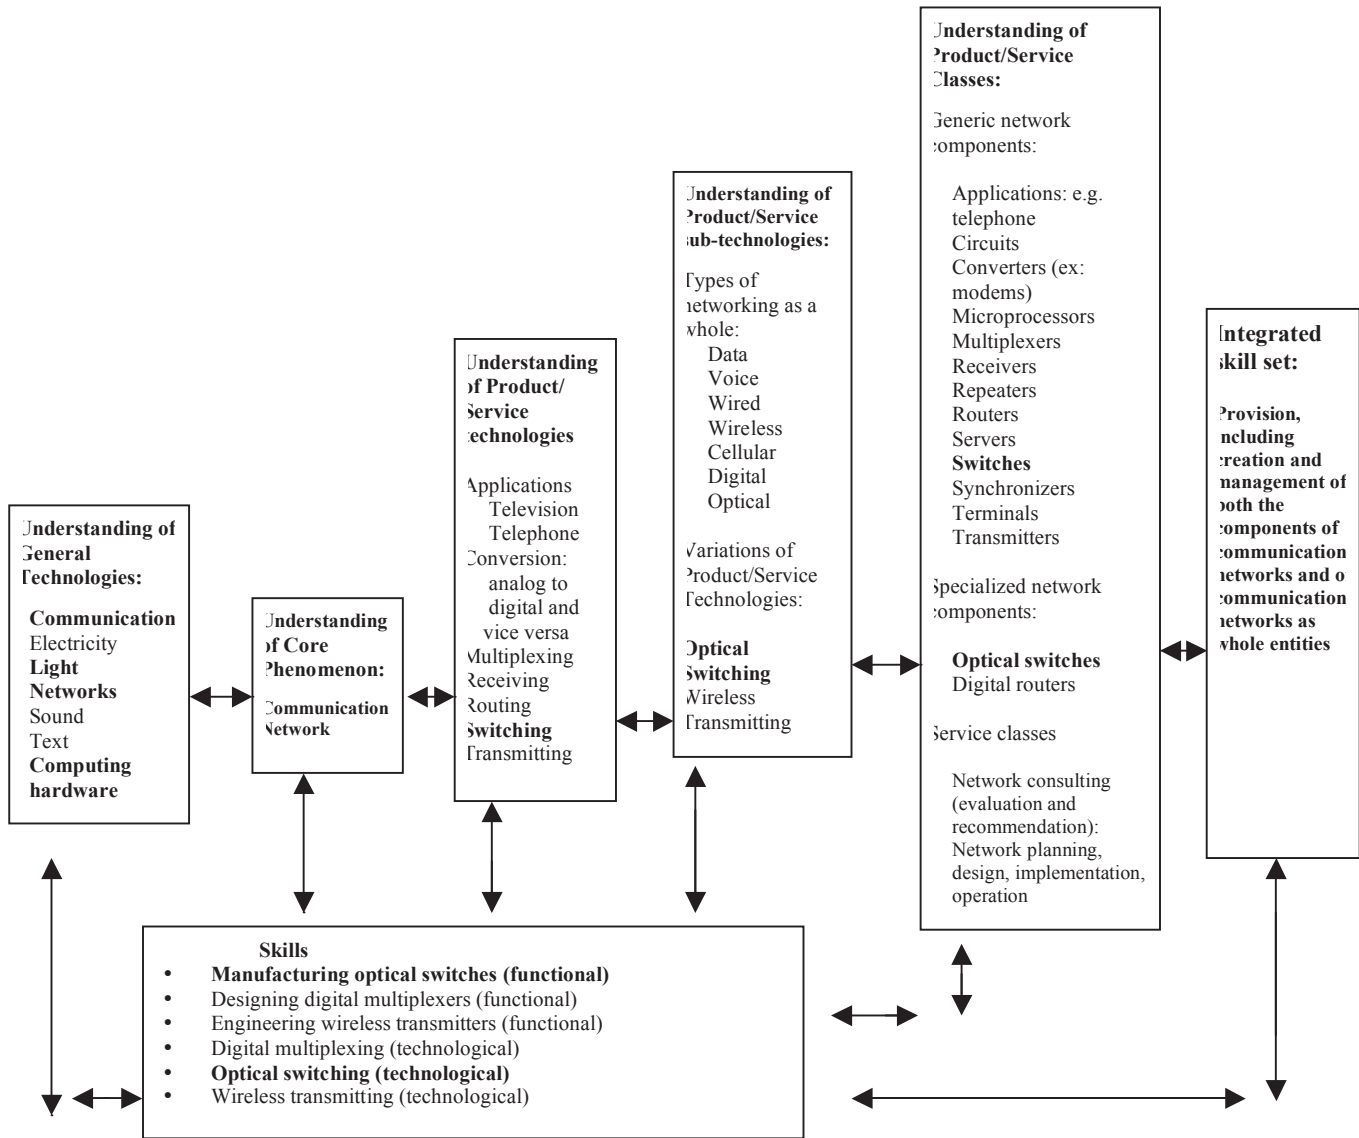 Understanding of
General
Technologies:
Communication
Electricity
Light
Networks
Sound
Text
Computing
hardware
Understanding
of Core
Phenomenon:
Communication
Network
Understanding
of Product/
Service
technologies
Applications
Television
Telephone
Conversion:
analog to
digital and
vice versa
Multiplexing
Receiving
Routing
Switching
Transmitting
Understanding of
Product/Service
sub-technologies:
Types of
networking as a
whole:
Data
Voice
Wired
Wireless
Cellular
Digital
Optical
Variations of
Product/Service
Technologies:
Optical
Switching
Wireless
Transmitting
Understanding of
Product/Service
Classes:
Generic network
components:
Applications: e.g.
telephone
Circuits
Converters (ex:
modems)
Microprocessors
Multiplexers
Receivers
Repeaters
Routers
Servers
Switches
Synchronizers
Terminals
Transmitters
Specialized network
components:
Optical switches
Digital routers
Service classes
Network consulting
(evaluation and
recommendation):
Network planning,
design, implementation,
operation
Integrated
skill set:
Provision,
including
creation and
management of
both the
components of
communication
networks and o
communication
networks as
whole entities
Skills
• Manufacturing optical switches (functional)
• Designing digital multiplexers (functional)
• Engineering wireless transmitters (functional)
• Digital multiplexing (technological)
• Optical switching (technological)
• Wireless transmitting (technological)